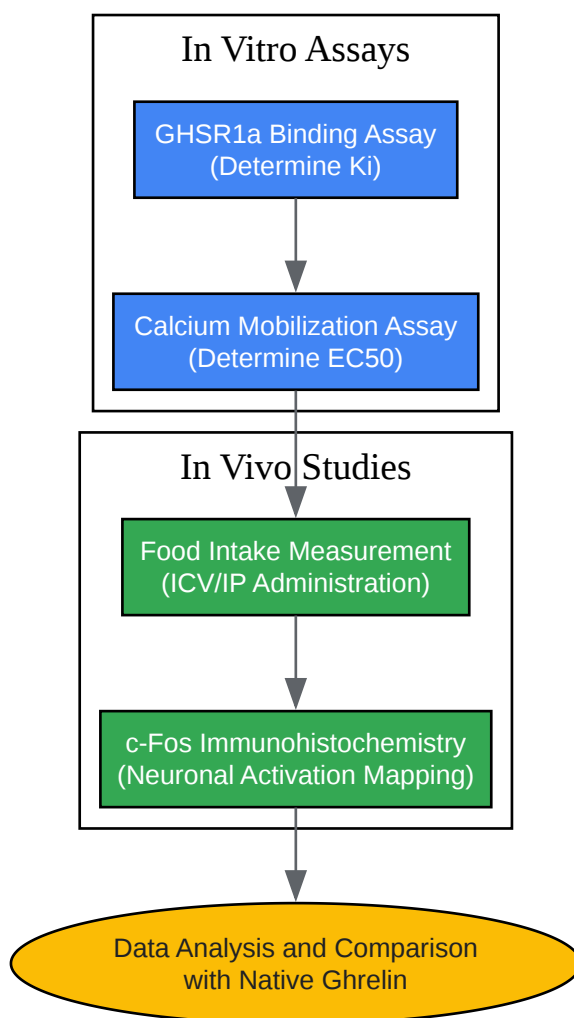 In Vitro Assays
GHSR1a Binding Assay
(Determine Ki)
Calcium Mobilization Assay
(Determine EC50)
In Vivo Studies
Food Intake Measurement
(ICV/IP Administration)
c-Fos Immunohistochemistry
(Neuronal Activation Mapping)
Data Analysis and Comparison
with Native Ghrelin